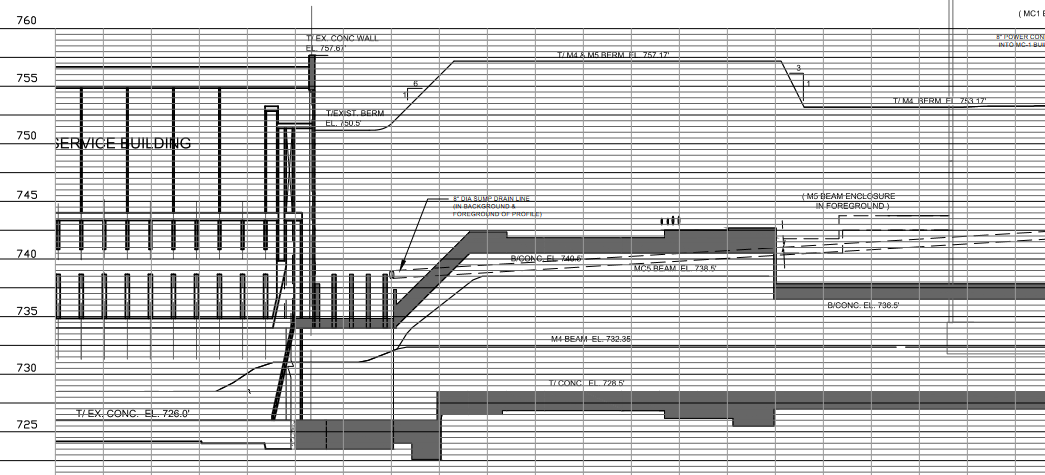 ( MC1 B
760
8" POWER CON
INTO MC-1 BUI
T/ EX. CONC WALL
EL. 757.67'
T/ M4 & M5 BERM EL. 757.17'
6
1
3
1
755
T/ M4 BERM EL. 753.17'
T/EXIST. BERM
EL. 750.5'
750
SERVICE BUILDING
745
8" DIA SUMP DRAIN LINE
(IN BACKGROUND &
FOREGROUND OF PROFILE)
( M5 BEAM ENCLOSURE
IN FOREGROUND )
740
B/CONC. EL. 740.5'
MC5 BEAM EL. 738.5'
735
B/CONC. EL. 736.5'
M4 BEAM EL. 732.35'
730
T/ CONC EL. 728.5'
T/ EX. CONC. EL. 726.0'
725